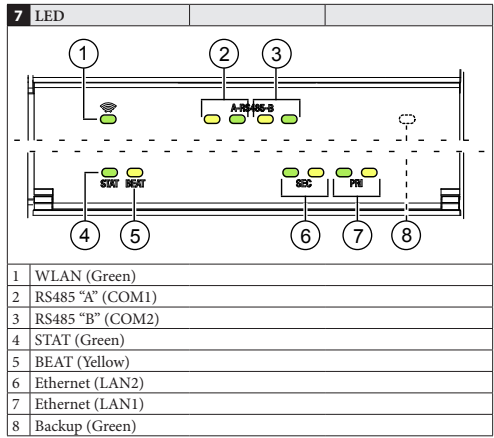 7 LED
1 2 3
A-RS485-B
STAT BEAT SEC PRI
4 5 6 7 8
1 WLAN (Green)
2 RS485 “A” (COM1)
3 RS485 “B” (COM2)
4 STAT (Green)
5 BEAT (Yellow)
6 Ethernet (LAN2)
7 Ethernet (LAN1)
8 Backup (Green)